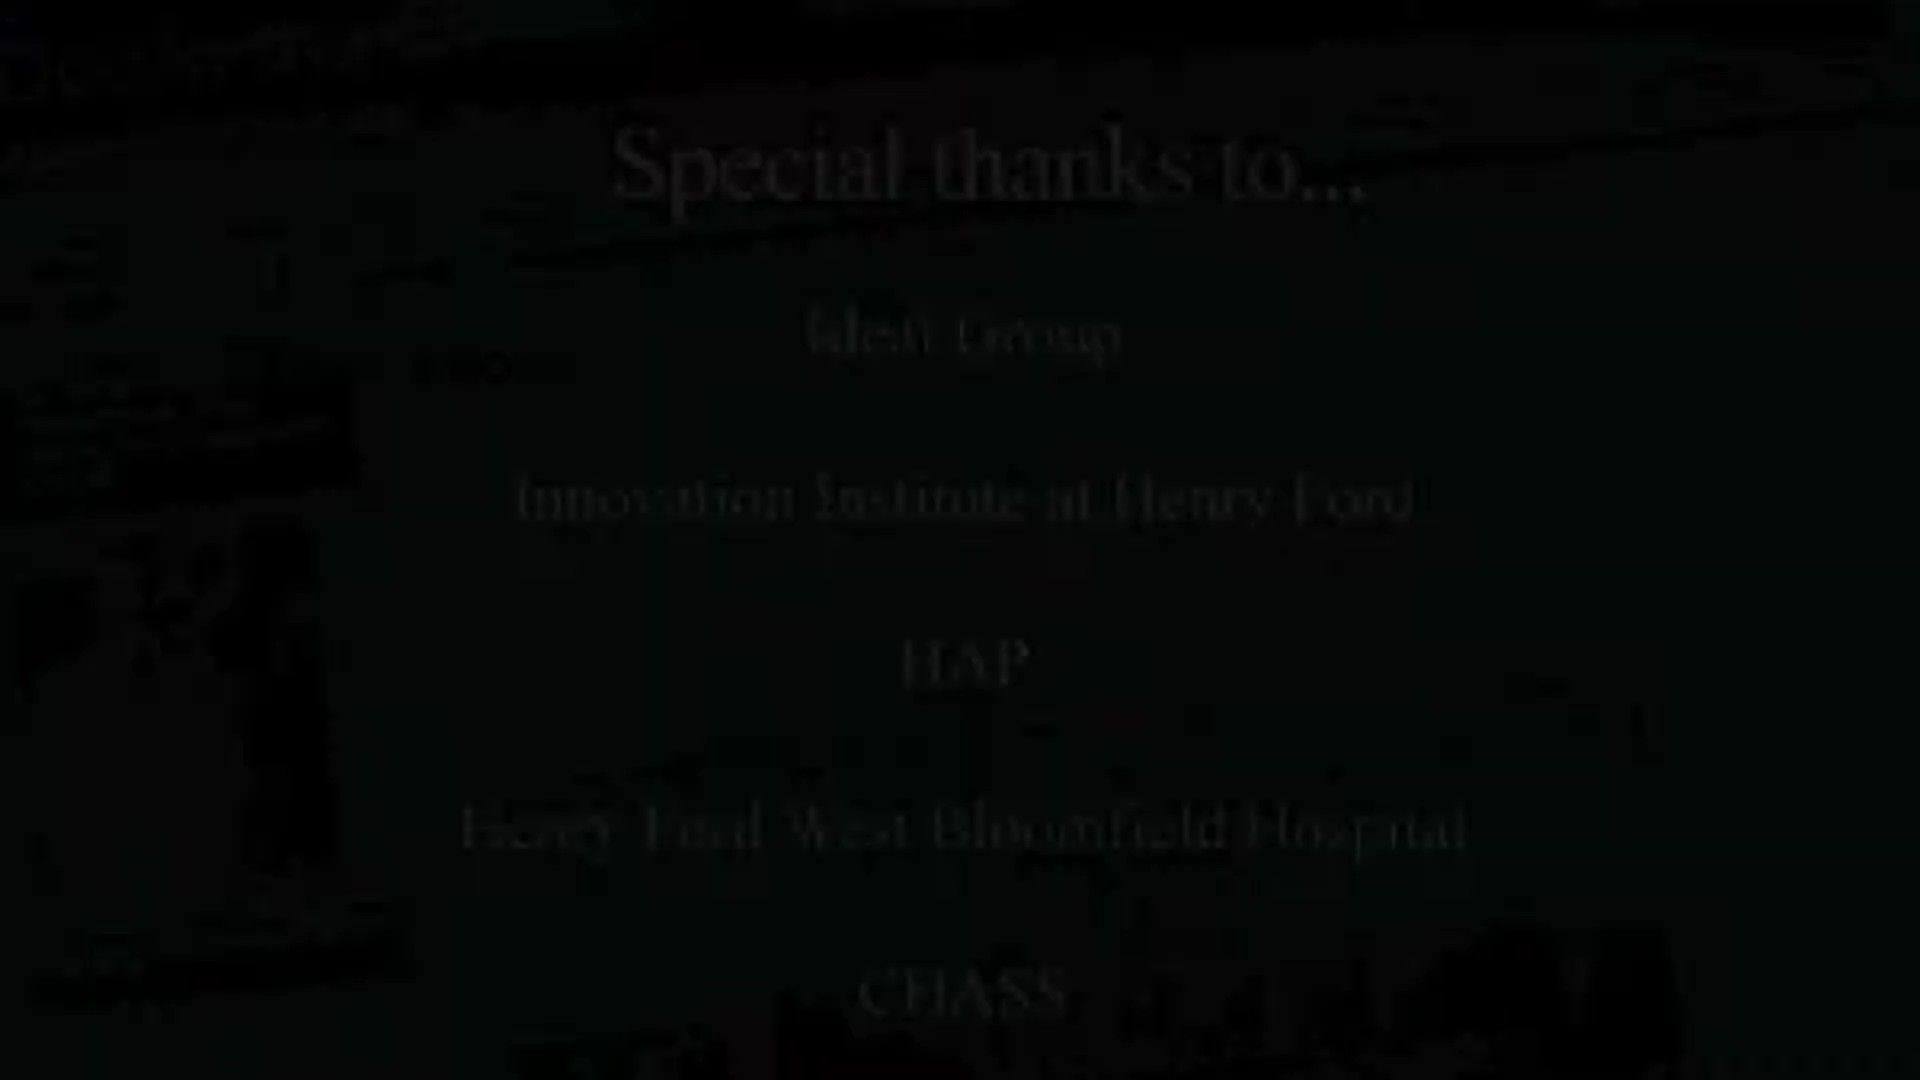 Special thanks to...
Ideal Group
Innovation Institute at Henry Ford
HAP
Henry Ford West Bloomfield Hospital
CHASS